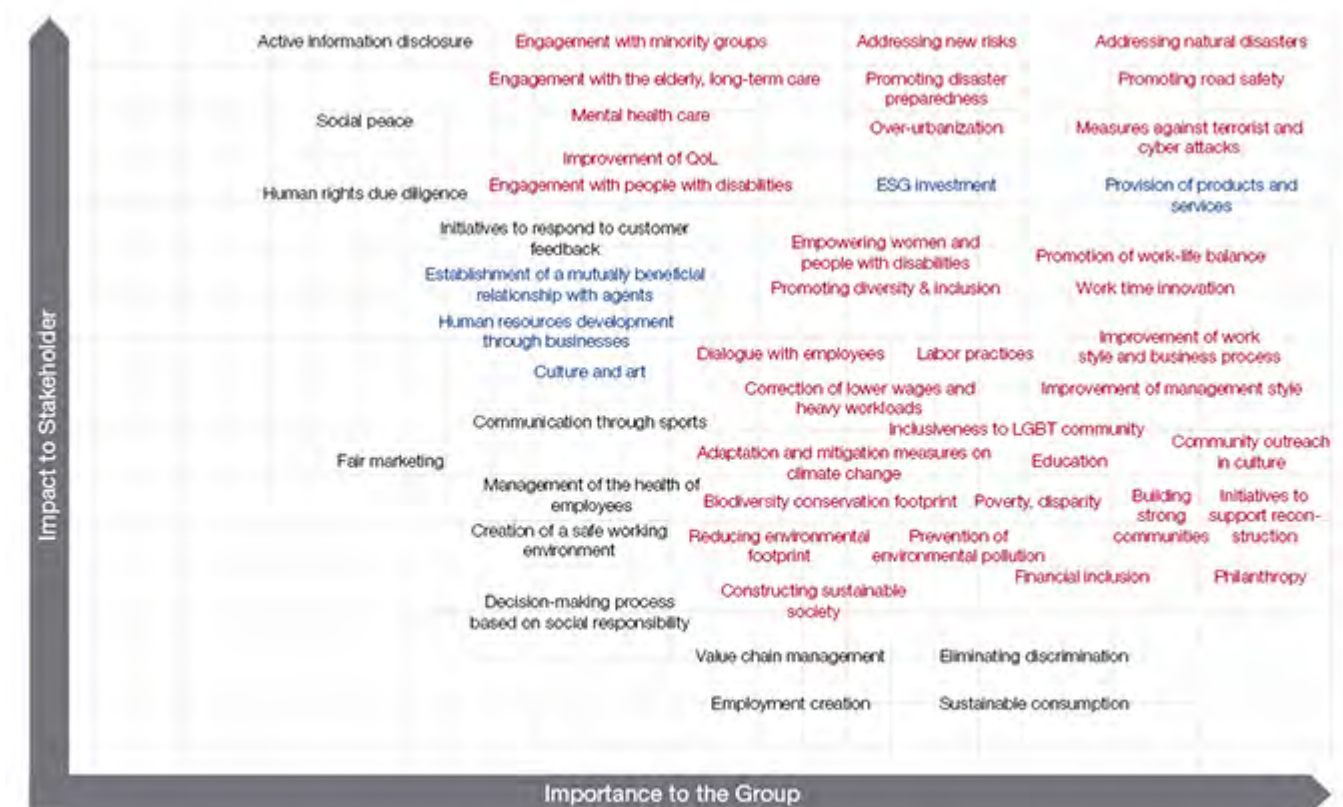 Active information disclosure
Engagement with minority groups
Addressing new risks
Addressing natural disasters
Engagement with the elderly, long-term care
Promoting disaster
preparedness
Promoting road safety
Social peace
Mental health care
Over-urbanization
Measures against terrorist and
cyber attacks
Improvement of QoL
Human rights due diligence
Engagement with people with disabilities
ESG investment
Provision of products and
services
Initiatives to respond to customer
feedback
Empowering women and
people with disabilities
Promotion of work-life balance
Establishment of a mutually beneficial
relationship with agents
Promoting diversity & inclusion
Work time innovation
Human resources development
through businesses
Dialogue with employees
Labor practices
Improvement of work
style and business process
Culture and art
Correction of lower wages and
heavy workloads
Improvement of management style
Communication through sports
Inclusiveness to LGBT community
Fair marketing
Adaptation and mitigation measures on
climate change
Education
Community outreach
in culture
Management of the health of
employees
Biodiversity conservation footprint
Poverty, disparity
Building
strong
communities
Initiatives to
support recon-
struction
Creation of a safe working
environment
Reducing environmental
footprint
Prevention of
environmental pollution
Financial inclusion
Philanthropy
Constructing sustainable
society
Decision-making process
based on social responsibility
Value chain management
Eliminating discrimination
Employment creation
Sustainable consumption
Impact to Stakeholder
Importance to the Group